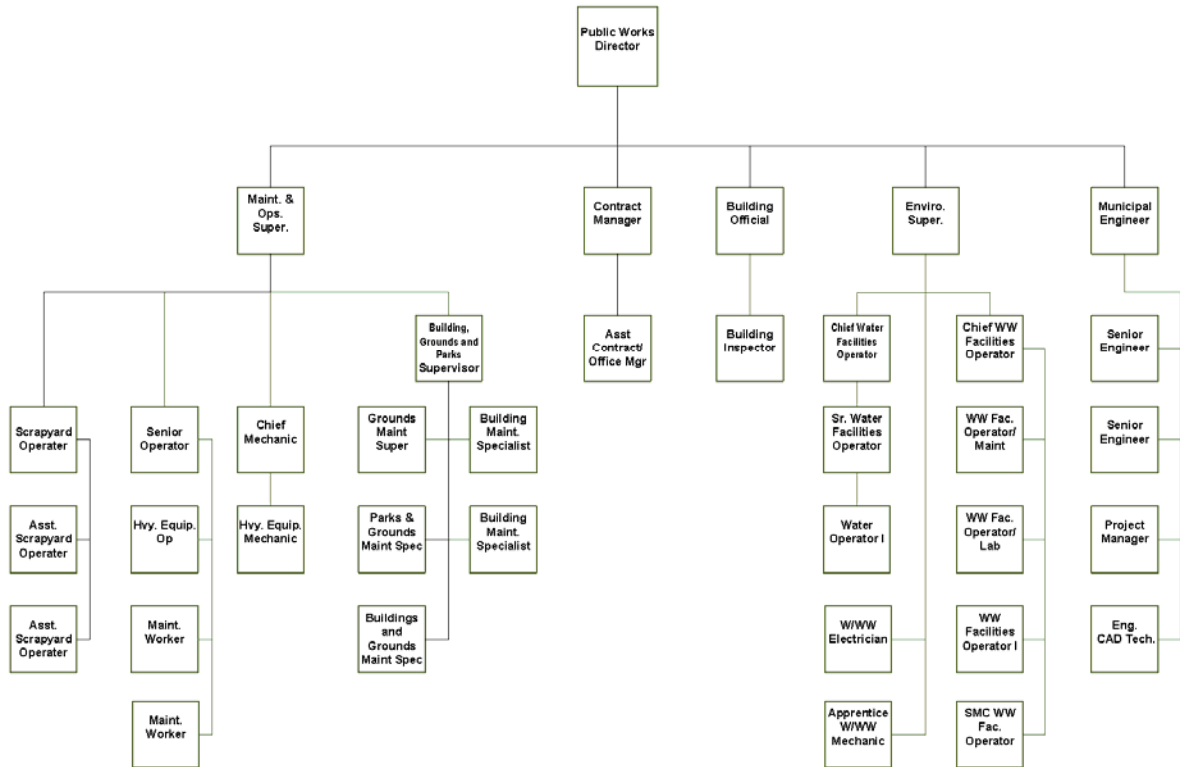 Public Works
Director
Maint. &
Ops.
Super.
Contract
Manager
Building
Official
Enviro.
Super.
Municipal
Engineer
Building,
Grounds and
Parks
Supervisor
Asst
Contract/
Office Mgr
Building
Inspector
Chief Water
Facilities
Operator
Chief WW
Facilities
Operator
Senior
Engineer
Scrapyard
Operater
Senior
Operator
Chief
Mechanic
Grounds
Maint
Super
Building
Maint.
Specialist
Sr. Water
Facilities
Operator
WW Fac.
Operator/
Maint
Senior
Engineer
Asst.
Scrapyard
Operater
Hvy. Equip.
Op
Hvy. Equip.
Mechanic
Parks &
Grounds
Maint Spec
Building
Maint.
Specialist
Water
Operator I
WW Fac.
Operator/
Lab
Project
Manager
Asst.
Scrapyard
Operater
Maint.
Worker
Buildings
and
Grounds
Maint Spec
W/WW
Electrician
WW
Facilities
Operator I
Eng.
CAD Tech.
Maint.
Worker
Apprentice
W/WW
Mechanic
SMC WW
Fac.
Operator